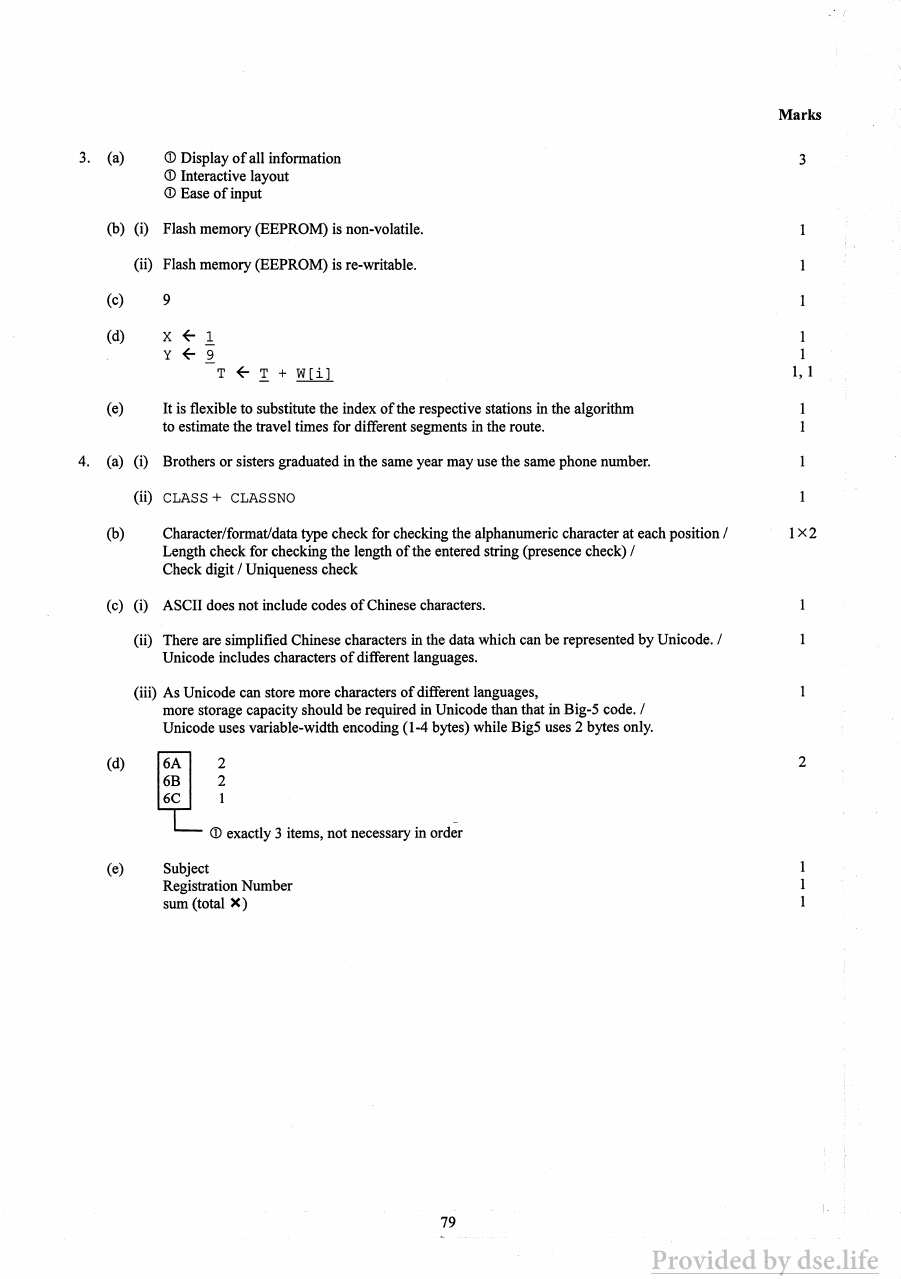 Marks
3. (a) ① Display of all information 3
① Interactive layout
① Ease of input
(b) (i) Flash memory (EEPROM) is non-volatile. 1
(ii) Flash memory (EEPROM) is re-writable. 1
(c) 9 1
(d) X ← 1 1
Y ← 9 1
T ← T + W[i] 1, 1
(e) It is flexible to substitute the index of the respective stations in the algorithm 1
to estimate the travel times for different segments in the route. 1
4. (a) (i) Brothers or sisters graduated in the same year may use the same phone number. 1
(ii) CLASS + CLASSNO 1
(b) Character/format/data type check for checking the alphanumeric character at each position / 1×2
Length check for checking the length of the entered string (presence check) /
Check digit / Uniqueness check
(c) (i) ASCII does not include codes of Chinese characters. 1
(ii) There are simplified Chinese characters in the data which can be represented by Unicode. / 1
Unicode includes characters of different languages.
(iii) As Unicode can store more characters of different languages, 1
more storage capacity should be required in Unicode than that in Big-5 code. /
Unicode uses variable-width encoding (1-4 bytes) while Big5 uses 2 bytes only.
(d) 6A 2 2
6B 2
6C 1
① exactly 3 items, not necessary in order
(e) Subject 1
Registration Number 1
sum (total ×) 1
79
Provided by dse.life